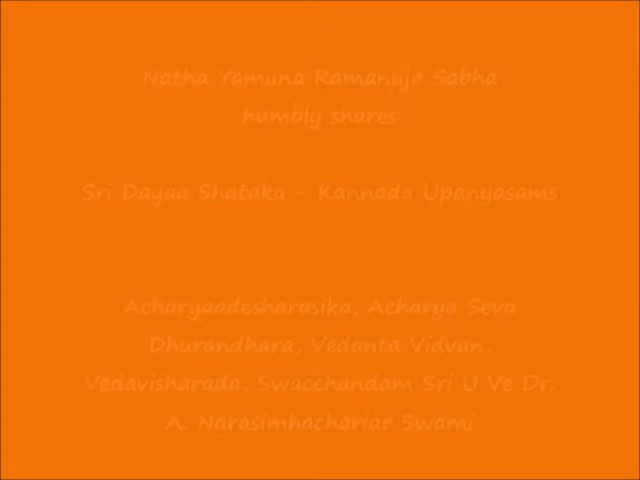 Natha Yamuna Ramanuja Sabha
humbly shares
Sri Dayaa Shataka - Kannada Upanyasams
Acharyaadesharasika, Acharya Seva
Dhurandhara, Vedanta Vidvan.
Vedavisharada, Swacchandam Sri U Ve Dr.
A. Narasimhachariar Swami